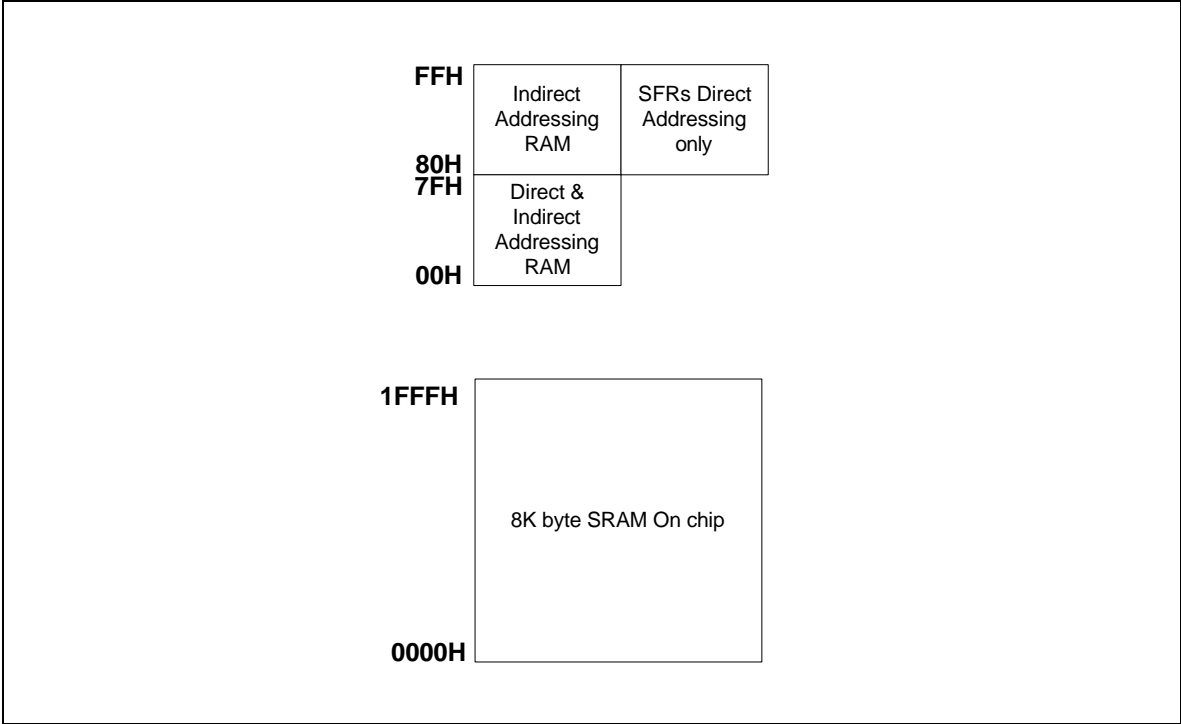 FFH
Indirect
Addressing
RAM
SFRs Direct
Addressing
only
80H
7FH
Direct &
Indirect
Addressing
RAM
00H
1FFFH
8K byte SRAM On chip
0000H